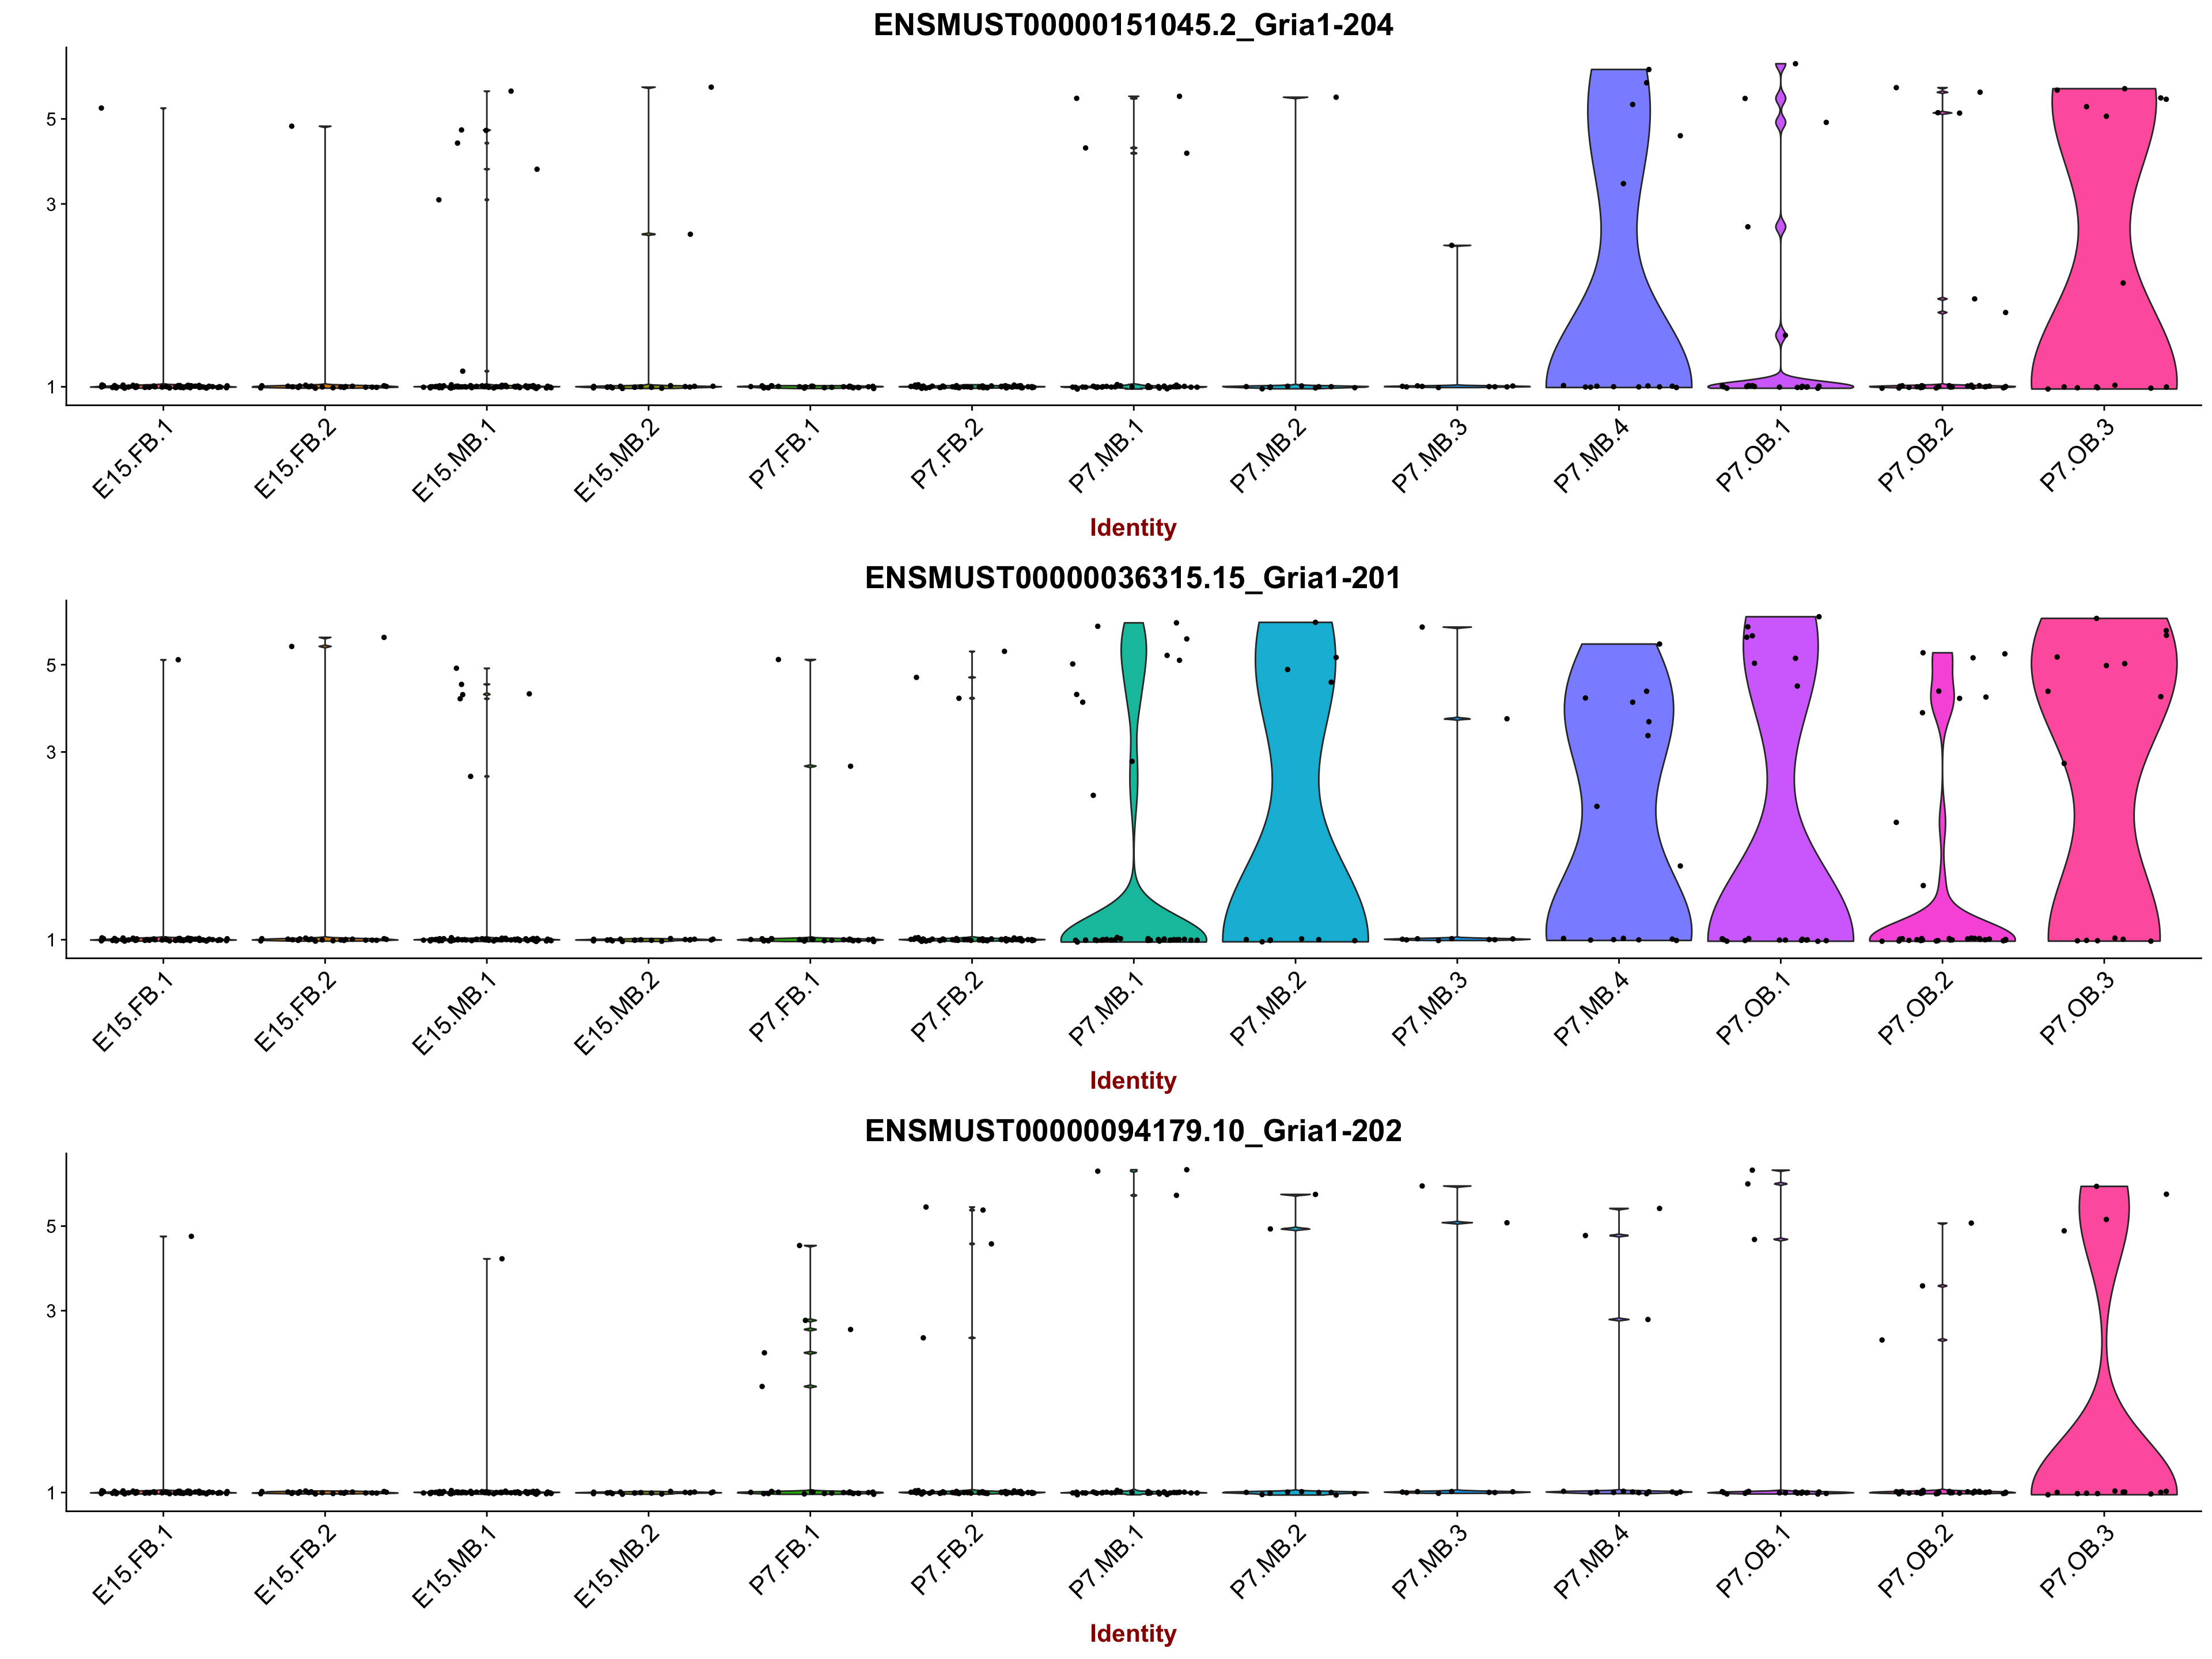 ENSMUST00000151045.2_Gria1-204
5
3
1
E15.FB.1 E15.FB.2 E15.MB.1 E15.MB.2 P7.FB.1 P7.FB.2 P7.MB.1 P7.MB.2 P7.MB.3 P7.MB.4 P7.OB.1 P7.OB.2 P7.OB.3
Identity
ENSMUST00000036315.15_Gria1-201
5
3
1
E15.FB.1 E15.FB.2 E15.MB.1 E15.MB.2 P7.FB.1 P7.FB.2 P7.MB.1 P7.MB.2 P7.MB.3 P7.MB.4 P7.OB.1 P7.OB.2 P7.OB.3
Identity
ENSMUST00000094179.10_Gria1-202
5
3
1
E15.FB.1 E15.FB.2 E15.MB.1 E15.MB.2 P7.FB.1 P7.FB.2 P7.MB.1 P7.MB.2 P7.MB.3 P7.MB.4 P7.OB.1 P7.OB.2 P7.OB.3
Identity